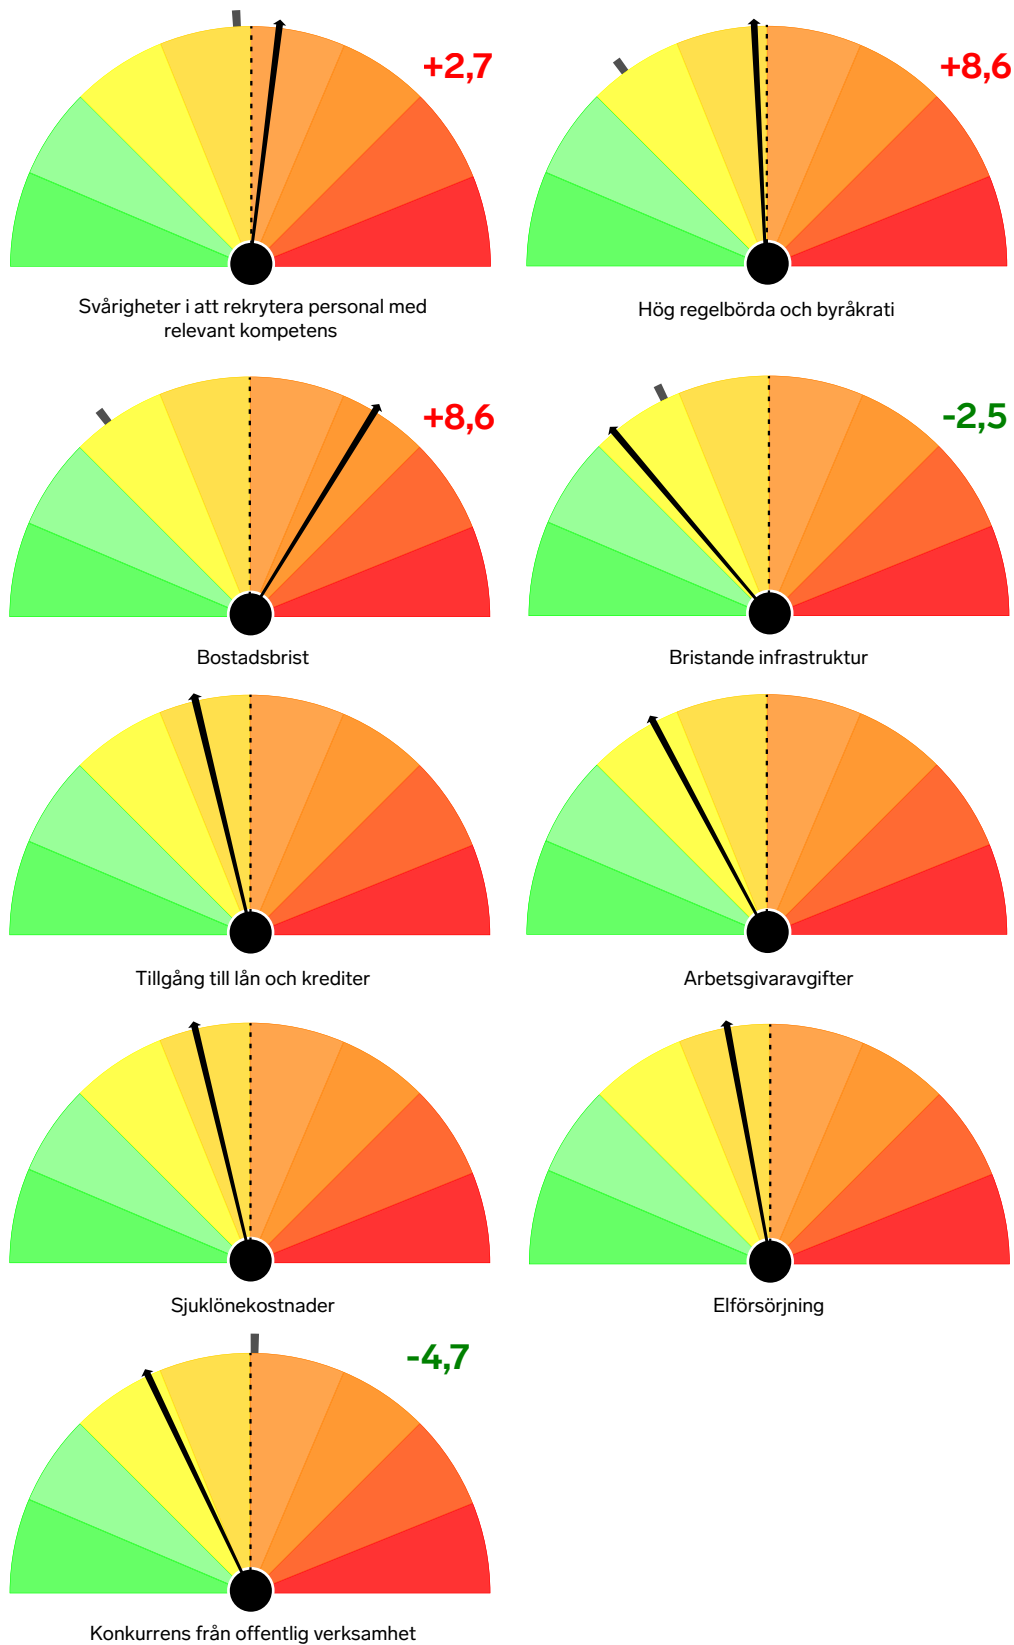 +2,7
+8,6
Svårigheter i att rekrytera personal med
relevant kompetens
Hög regelbörda och byråkrati
+8,6
-2,5
Bostadsbrist
Bristande infrastruktur
Tillgång till lån och krediter
Arbetsgivaravgifter
Sjuklönekostnader
Elförsörjning
-4,7
Konkurrens från offentlig verksamhet